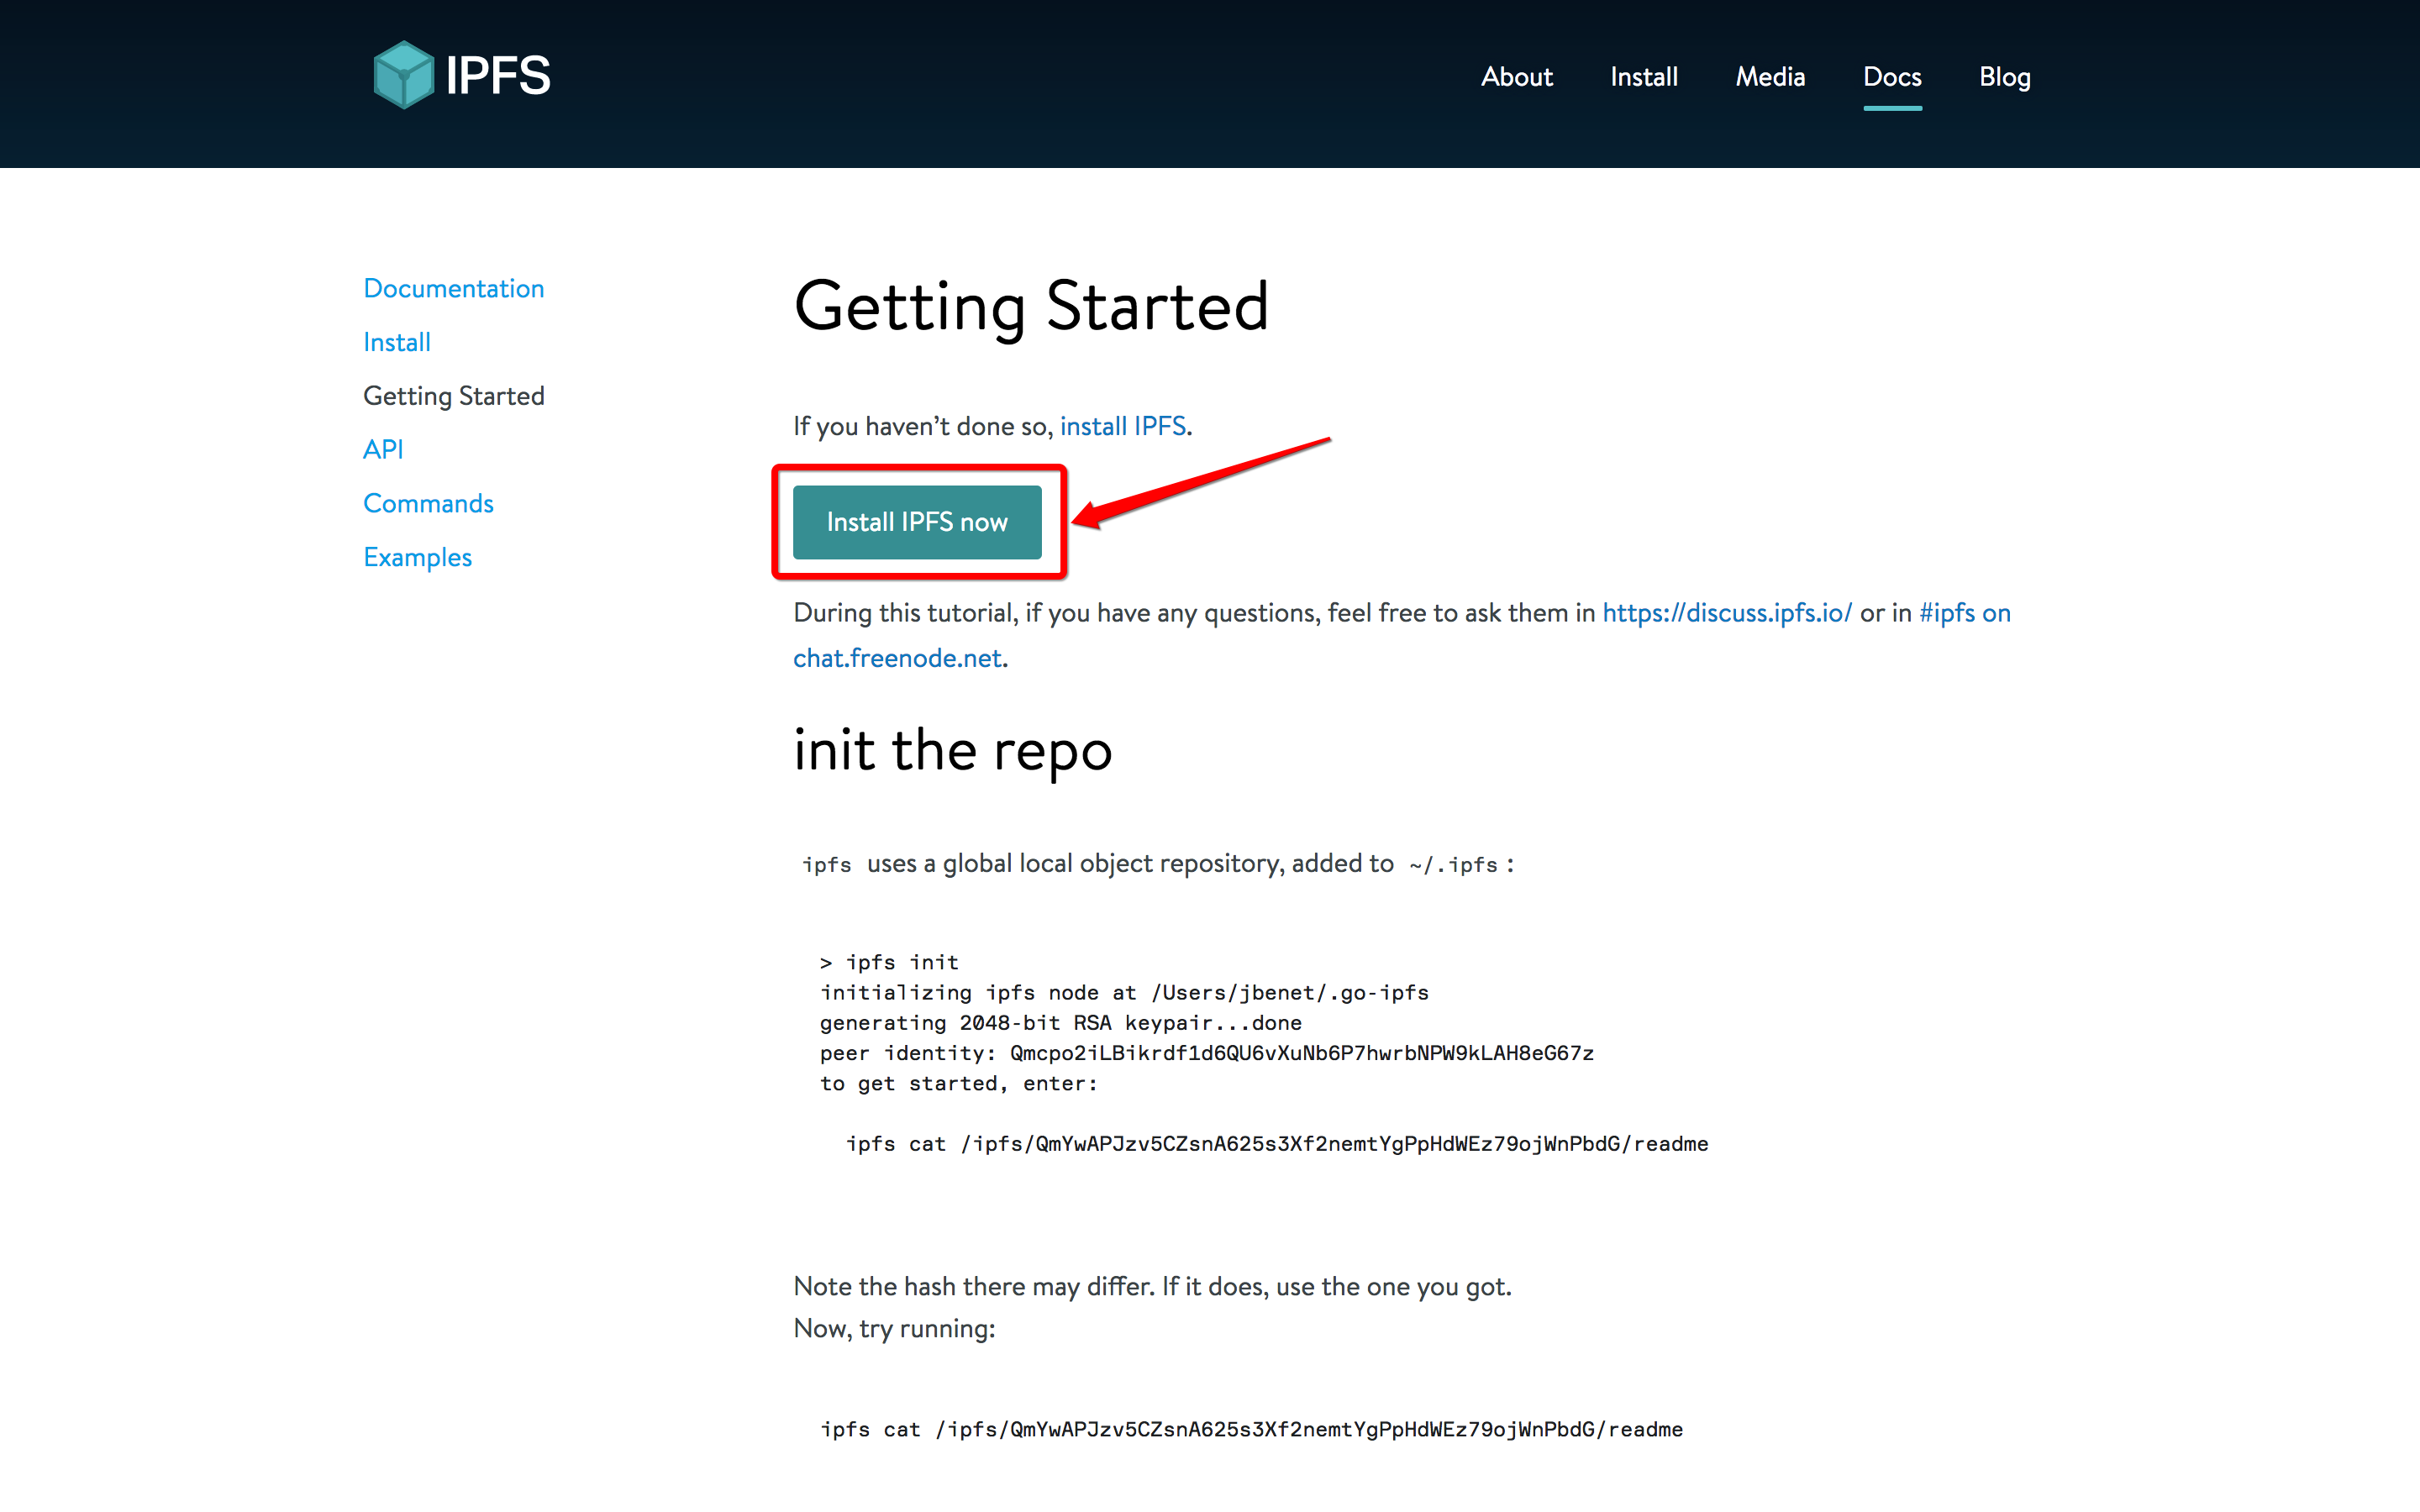 IPFS
About
Install
Media
Docs
Blog
Documentation
Install
Getting Started
API
Commands
Examples
Getting Started
If you haven’t done so, install IPFS.
Install IPFS now
During this tutorial, if you have any questions, feel free to ask them in https://discuss.ipfs.io/ or in #ipfs on
chat.freenode.net.
init the repo
ipfs uses a global local object repository, added to ~/.ipfs :
> ipfs init
initializing ipfs node at /Users/jbenet/.go-ipfs
generating 2048-bit RSA keypair...done
peer identity: Qmcpo2iLBikrdf1d6QU6vXuNb6P7hwrbNPW9kLAH8eG67z
to get started, enter:
ipfs cat /ipfs/QmYwAPJzv5CZsnA625s3Xf2nemtYgPpHdWEz79ojWnPbdG/readme
Note the hash there may differ. If it does, use the one you got.
Now, try running:
ipfs cat /ipfs/QmYwAPJzv5CZsnA625s3Xf2nemtYgPpHdWEz79ojWnPbdG/readme